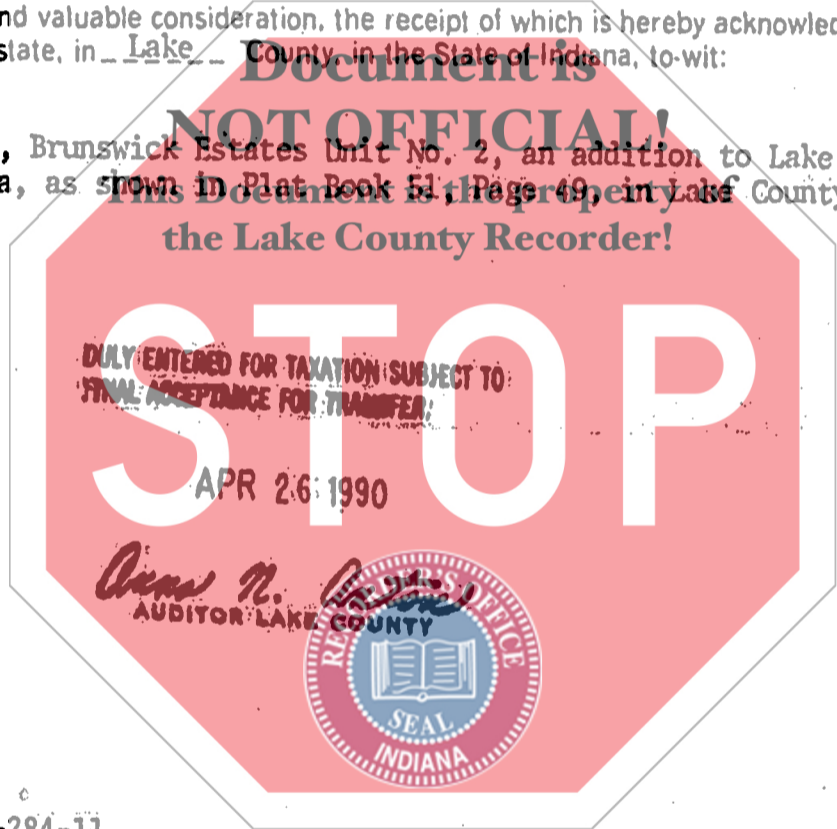 nd valuable consideration, the receipt of which is hereby acknowled
state, in Lake County, in the State of Indiana, to-wit:
Document is
NOT OFFICIAL!
, Brunswick Estates Unit No. 2, an addition to Lake
a, as shown in Plat Book 51, Page 49, in Lake County
This Document is the property of
the Lake County Recorder!
STOP
DULY ENTERED FOR TAXATION SUBJECT TO
FINAL ACCEPTANCE FOR TRANSFER
APR 26 1990
Anna N.
AUDITOR LAKE COUNTY
RECORDER'S OFFICE
SEAL
INDIANA
-284-11